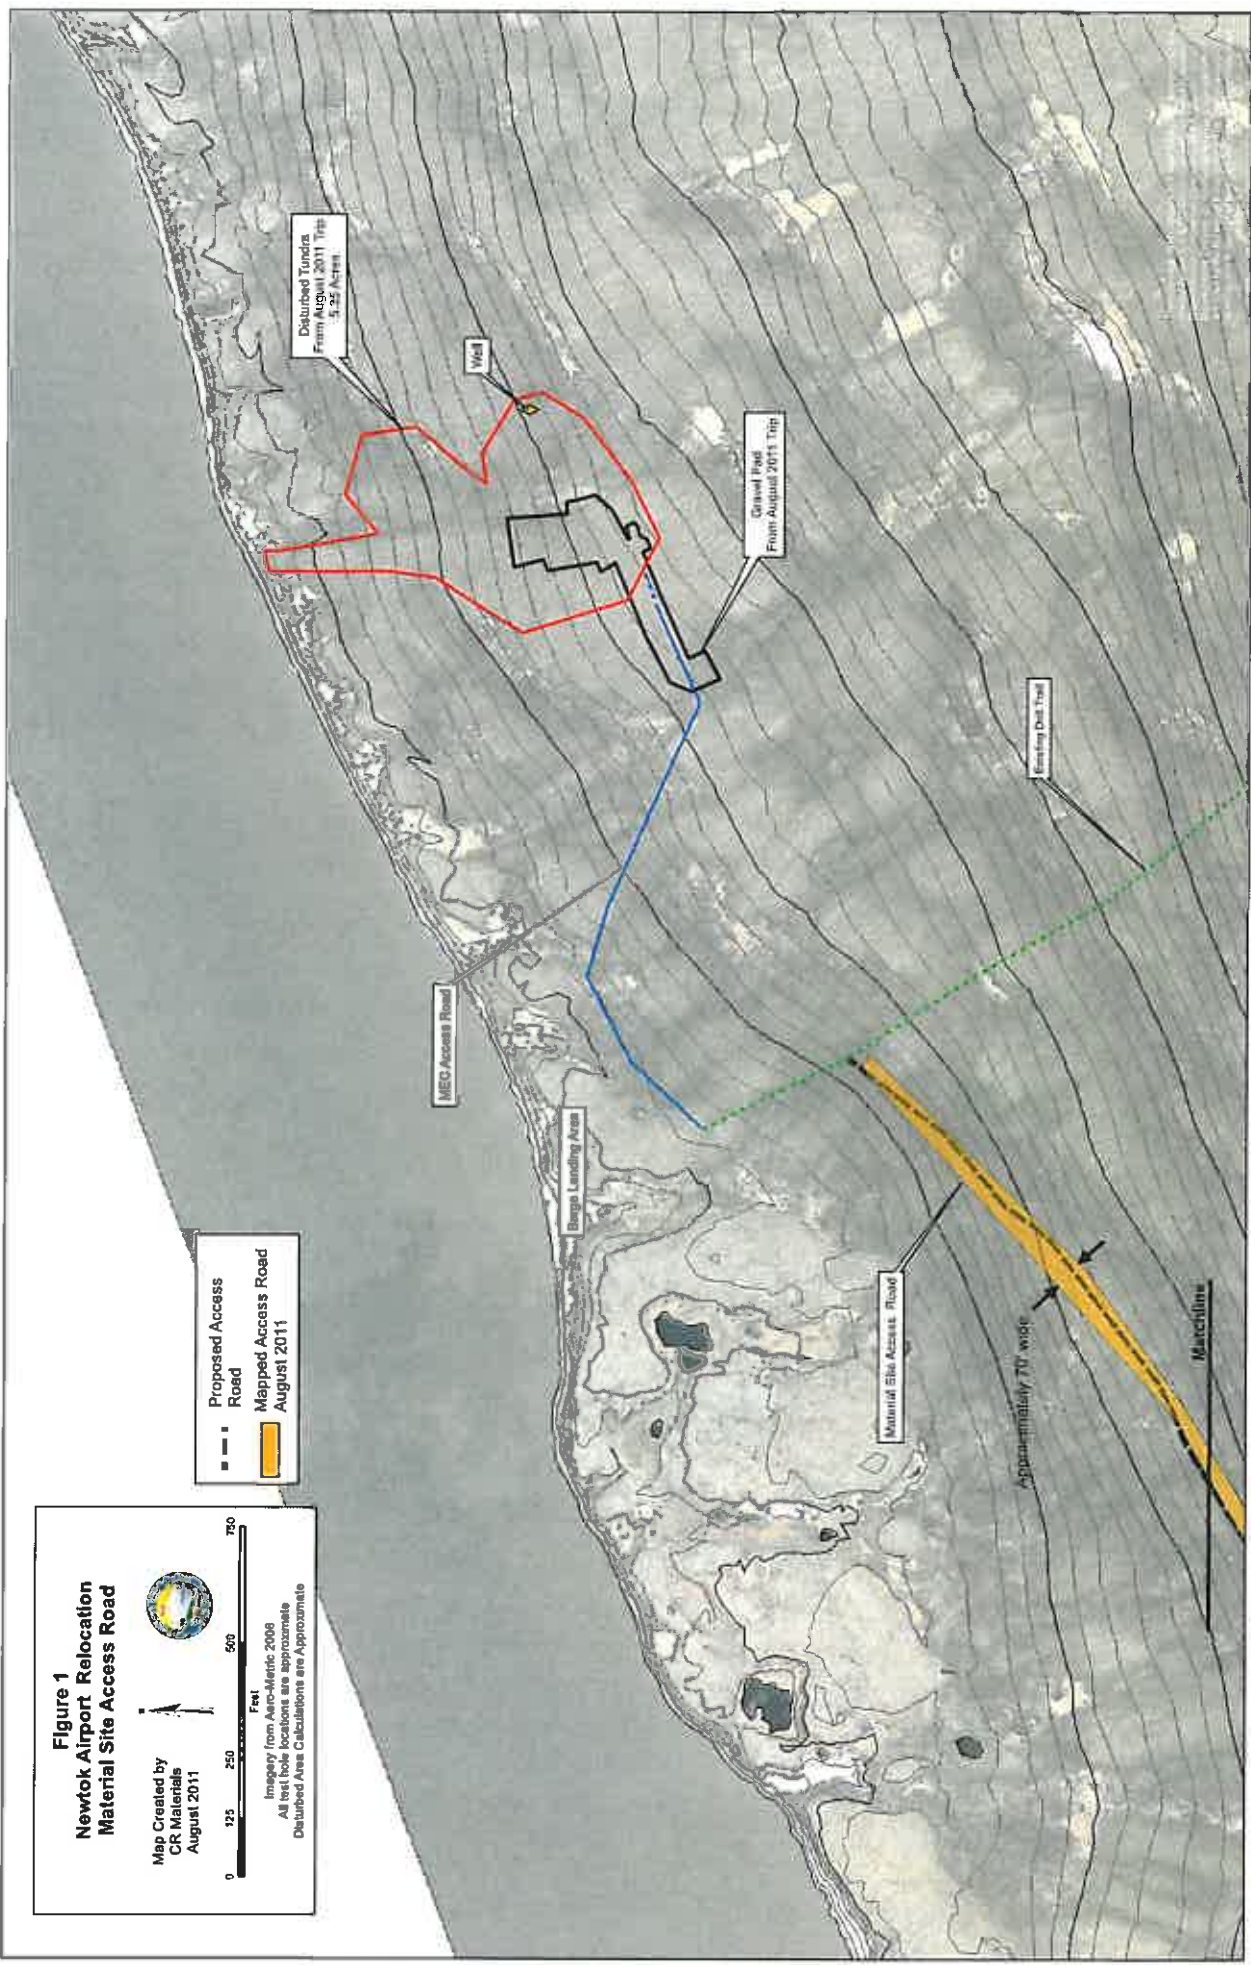 Figure 1
Newtok Airport Relocation
Material Site Access Road
Map Created by
CR Materials
August 2011
0 125 250 500 750
Feet
Imagery from Aero-Metric 2008
All test hole locations are approximate
Disturbed Area Calculations are Approximate
Proposed Access
Road
Mapped Access Road
August 2011
Barge Landing Area
MEC Access Road
Disturbed Tundra
From August 2011 Trip
5.25 Acres
Well
Gravel Pad
From August 2011 Trip
Existing Drill Trail
Material Site Access Road
Approximately 70' wide
Matchline